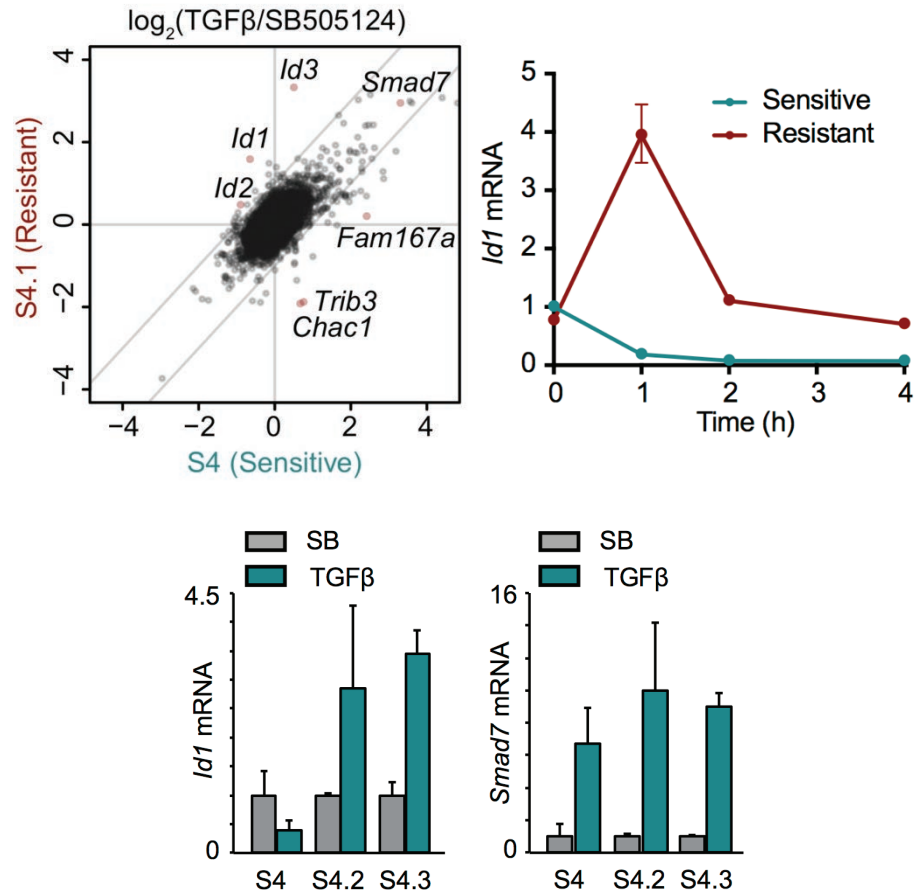 log₂(TGFβ/SB505124)
S4.1 (Resistant)
4
2
0
−2
−4
Id3
Smad7
Id1
Id2
Fam167a
Trib3
Chac1
−4 −2 0 2 4
S4 (Sensitive)
Id1 mRNA
5
4
3
2
1
0
Sensitive
Resistant
0 1 2 3 4
Time (h)
SB
TGFβ
Id1 mRNA
4.5
0
S4 S4.2 S4.3
SB
TGFβ
Smad7 mRNA
16
0
S4 S4.2 S4.3